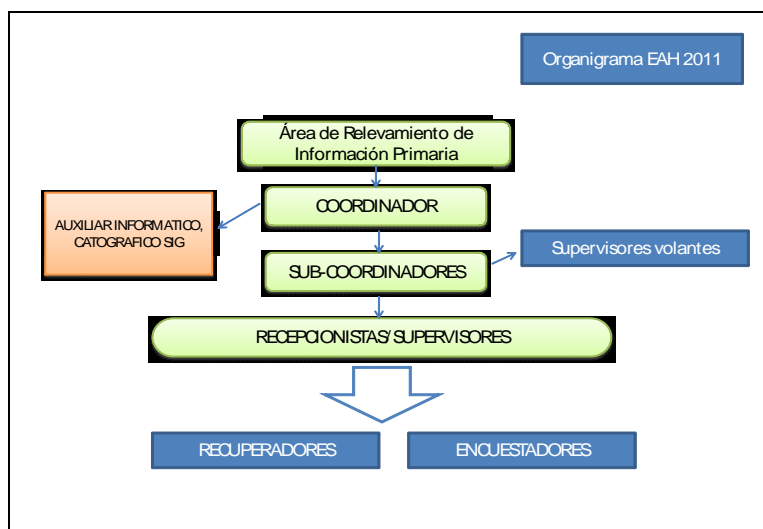 Organigrama EAH 2011
Área de Relevamiento de
Información Primaria
COORDINADOR
AUXILIAR INFORMATICO,
CATOGRAFICO SIG
SUB-COORDINADORES
Supervisores volantes
RECEPCIONISTAS/ SUPERVISORES
RECUPERADORES
ENCUESTADORES